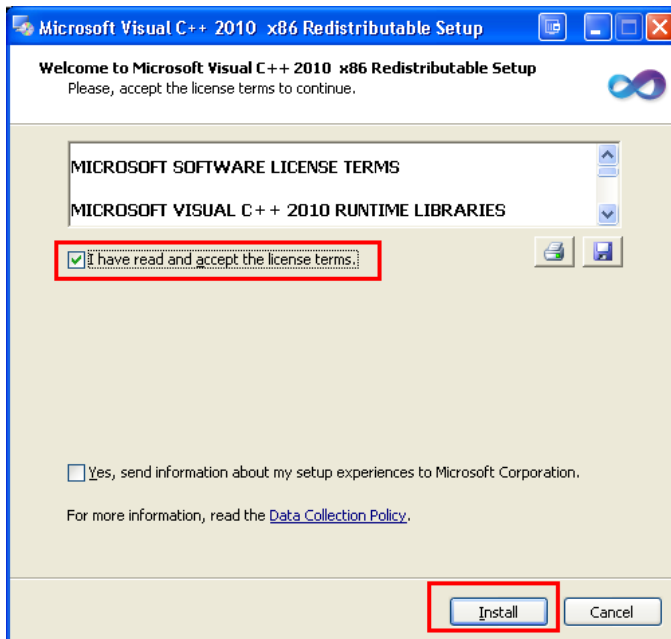 Microsoft Visual C++ 2010  x86 Redistributable Setup
Welcome to Microsoft Visual C++ 2010  x86 Redistributable Setup
Please, accept the license terms to continue.
MICROSOFT SOFTWARE LICENSE TERMS
MICROSOFT VISUAL C++ 2010 RUNTIME LIBRARIES
I have read and accept the license terms.
Yes, send information about my setup experiences to Microsoft Corporation.
For more information, read the Data Collection Policy.
Install
Cancel